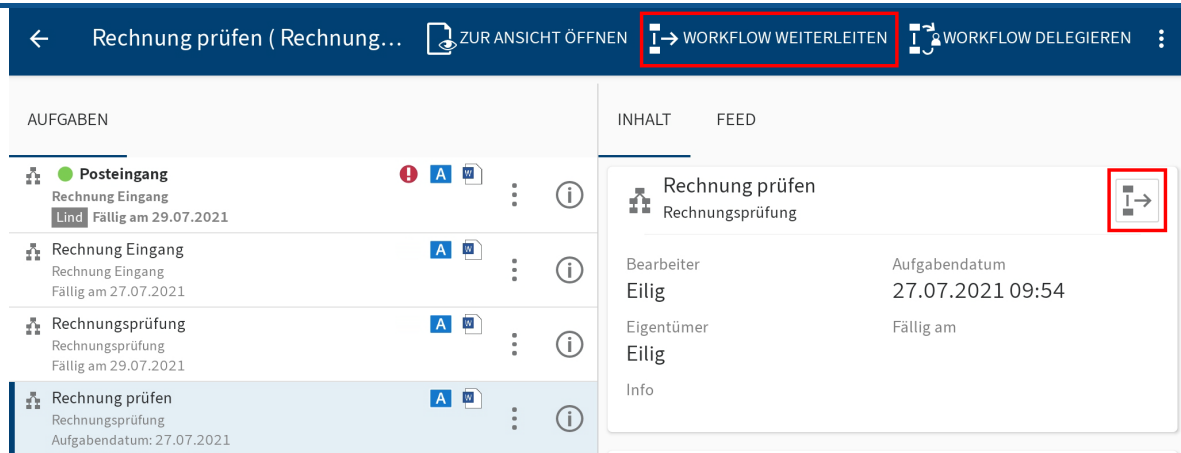 Rechnung prüfen ( Rechnung...
ZUR ANSICHT ÖFFNEN
WORKFLOW WEITERLEITEN
WORKFLOW DELEGIEREN
AUFGABEN
Posteingang
A
W
Rechnung Eingang
Lind Fällig am 29.07.2021
Rechnung Eingang
A
W
Rechnung Eingang
Fällig am 27.07.2021
Rechnungsprüfung
A
W
Rechnungsprüfung
Fällig am 29.07.2021
Rechnung prüfen
A
W
Rechnungsprüfung
Aufgabendatum: 27.07.2021
INHALT
FEED
Rechnung prüfen
Rechnungsprüfung
Bearbeiter
Eilig
Aufgabendatum
27.07.2021 09:54
Eigentümer
Eilig
Fällig am
Info